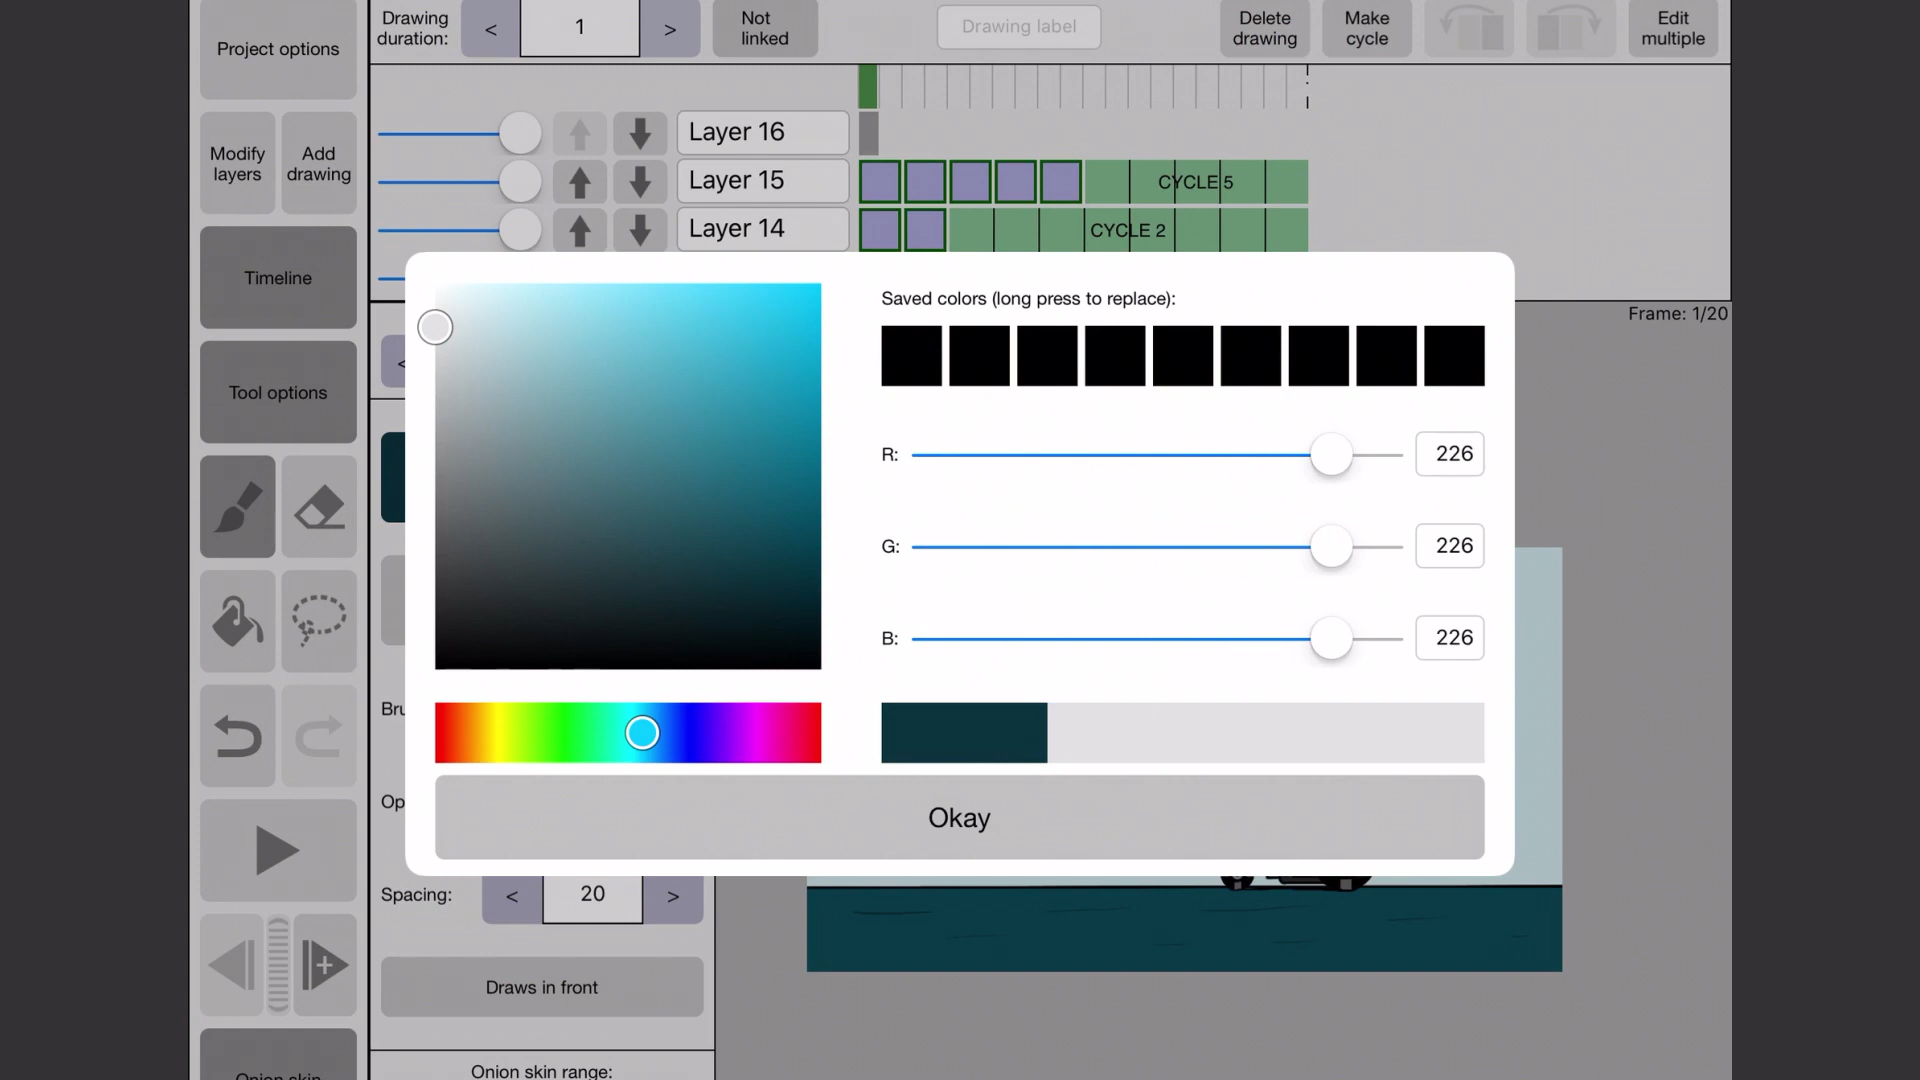 Project options
Drawing
duration:
<
1
>
Not
linked
Drawing label
Delete
drawing
Make
cycle
Edit
multiple
Modify
layers
Add
drawing
Layer 16
Layer 15
CYCLE 5
Layer 14
CYCLE 2
Timeline
Saved colors (long press to replace):
Frame: 1/20
<
Tool options
R:
226
G:
226
B:
226
Bru
Op
Okay
Spacing:
<
20
>
Draws in front
Onion skin
Onion skin range: